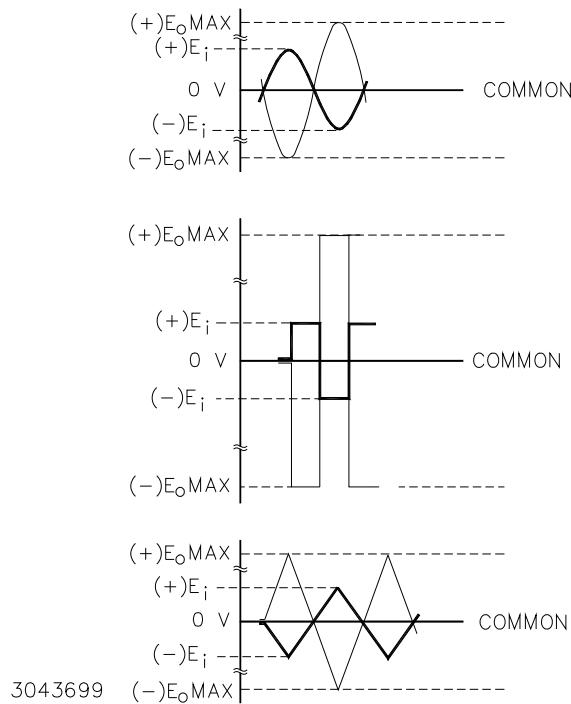 (+)EoMAX
(+)Ei
0 V COMMON
(−)Ei
(−)EoMAX
(+)EoMAX
(+)Ei
0 V COMMON
(−)Ei
(−)EoMAX
(+)EoMAX
(+)Ei
0 V COMMON
(−)Ei
3043699 (−)EoMAX